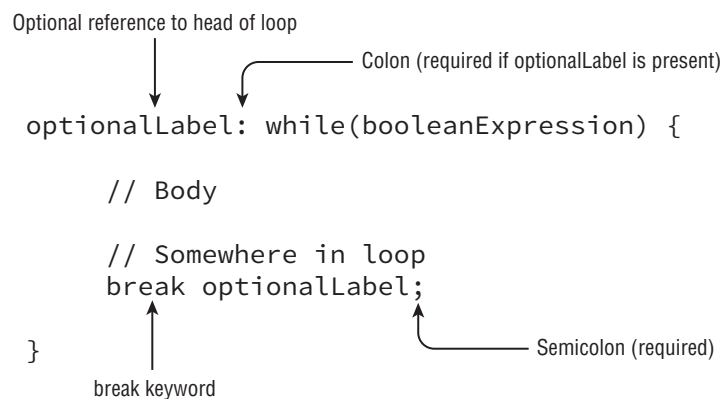 Optional reference to head of loop
Colon (required if optionalLabel is present)
optionalLabel: while(booleanExpression) {
// Body
// Somewhere in loop
break optionalLabel;
}
Semicolon (required)
break keyword